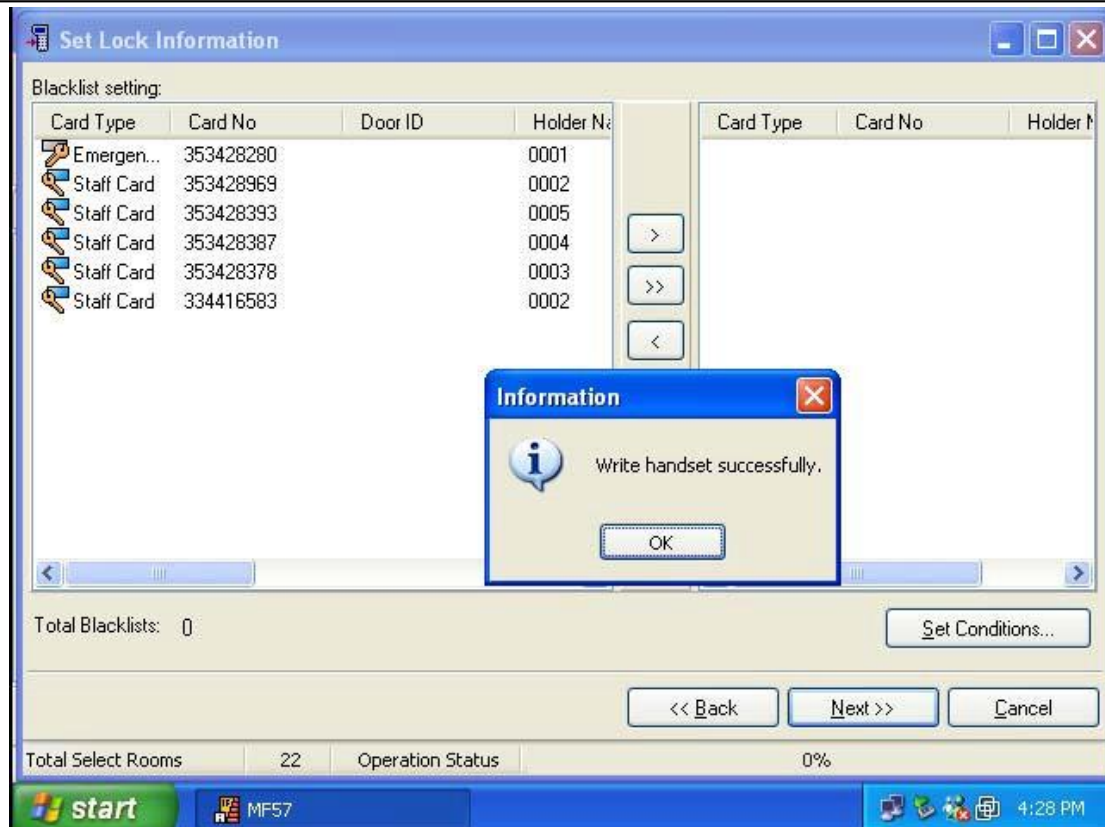 Set Lock Information
Blacklist setting:
Card Type Card No Door ID Holder Na
Emergen... 353428280 0001
Staff Card 353428969 0002
Staff Card 353428393 0005
Staff Card 353428387 0004
Staff Card 353428378 0003
Staff Card 334416583 0002
>
>>
<
Card Type Card No Holder N
Information
Write handset successfully.
OK
Total Blacklists: 0
Set Conditions...
<< Back Next >> Cancel
Total Select Rooms 22 Operation Status 0%
start MF57 4:28 PM